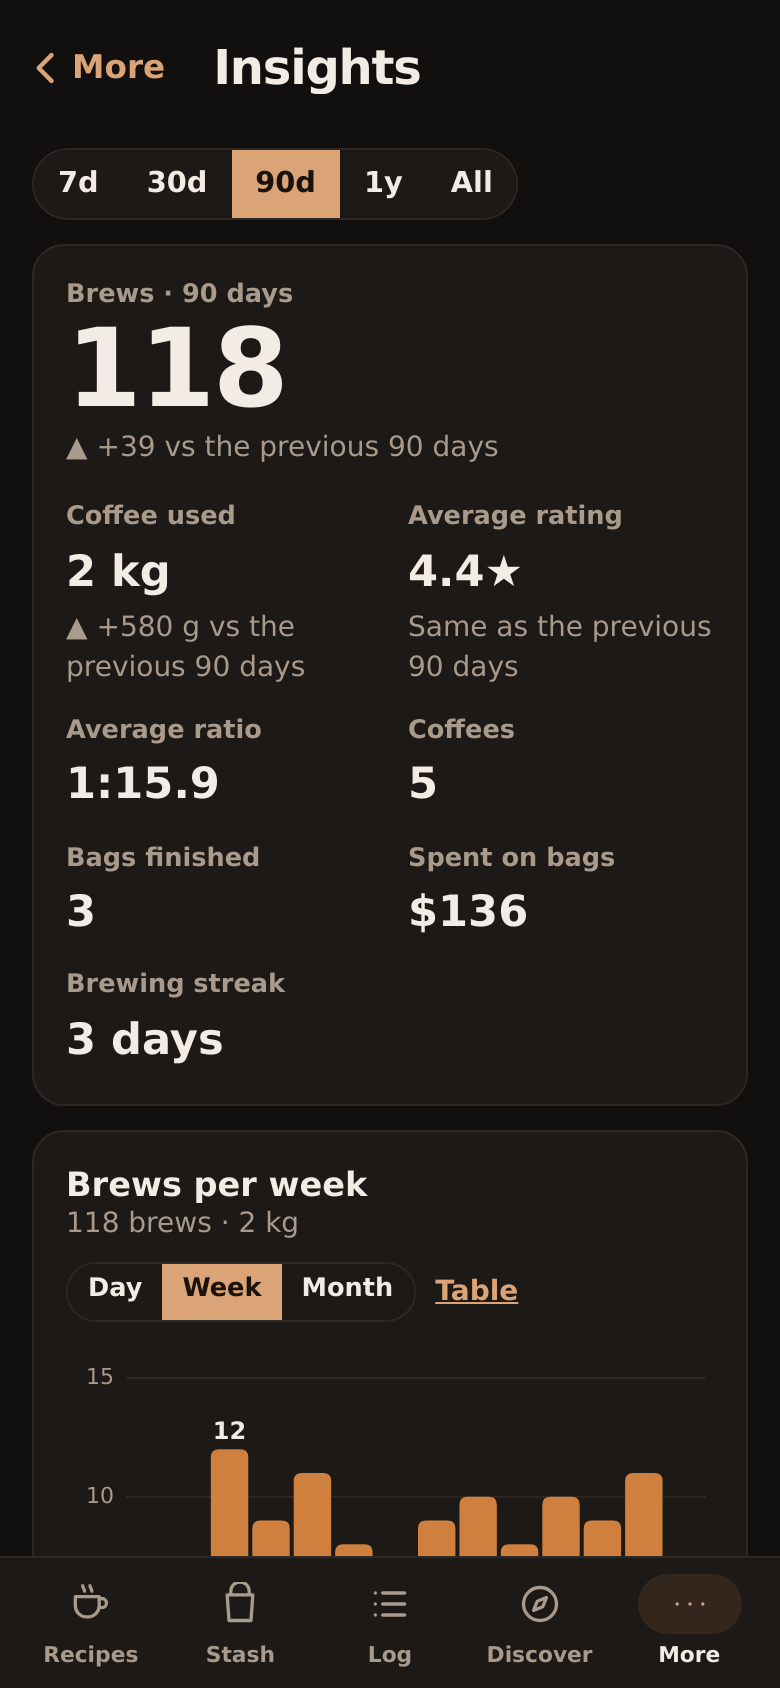 More Insights
7d 30d 90d 1y All
Brews · 90 days
118
▲ +39 vs the previous 90 days
Coffee used
2 kg
▲ +580 g vs the
previous 90 days
Average rating
4.4★
Same as the previous
90 days
Average ratio
1:15.9
Coffees
5
Bags finished
3
Spent on bags
$136
Brewing streak
3 days
Brews per week
118 brews · 2 kg
Day Week Month Table
15
12
10
Recipes Stash Log Discover More